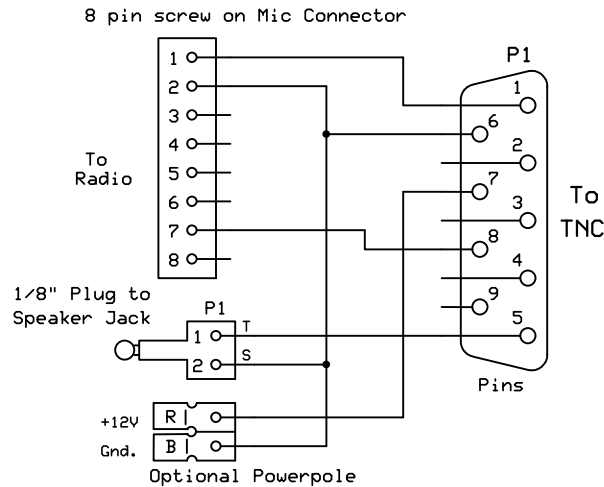 8 pin screw on Mic Connector
1
2
3
4
5
6
7
8
To
Radio
P1
1
6
2
7
3
8
4
9
5
To
TNC
Pins
1/8" Plug to
Speaker Jack
P1
1 T
2 S
+12V R
Gnd. B
Optional Powerpole